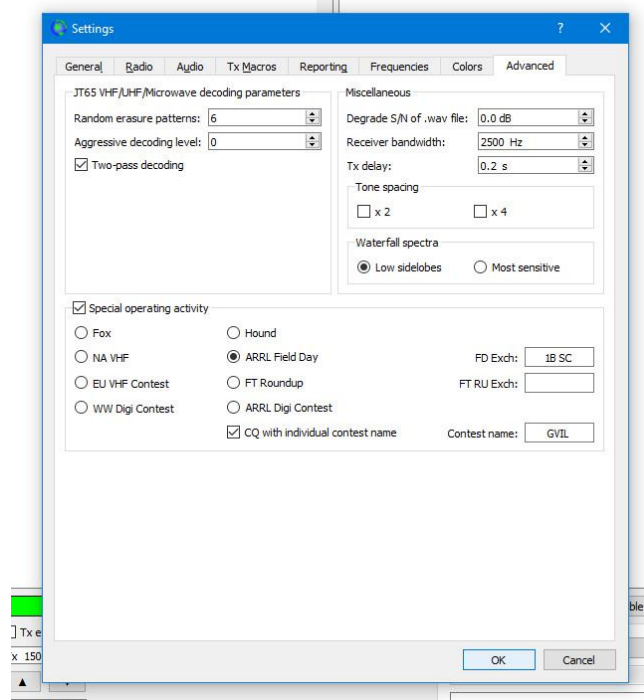 Settings
?
General Radio Audio Tx Macros Reporting Frequencies Colors Advanced
JT65 VHF/UHF/Microwave decoding parameters
Random erasure patterns: 6
Aggressive decoding level: 0
Two-pass decoding
Miscellaneous
Degrade S/N of .wav file: 0.0 dB
Receiver bandwidth: 2500 Hz
Tx delay: 0.2 s
Tone spacing
x 2 x 4
Waterfall spectra
Low sidelobes Most sensitive
Special operating activity
Fox Hound
NA VHF ARRL Field Day FD Exch: 1B SC
EU VHF Contest FT Roundup FT RU Exch:
WW Digi Contest ARRL Digi Contest
CQ with individual contest name Contest name: GVIL
ble
Tx e
x 150
OK Cancel